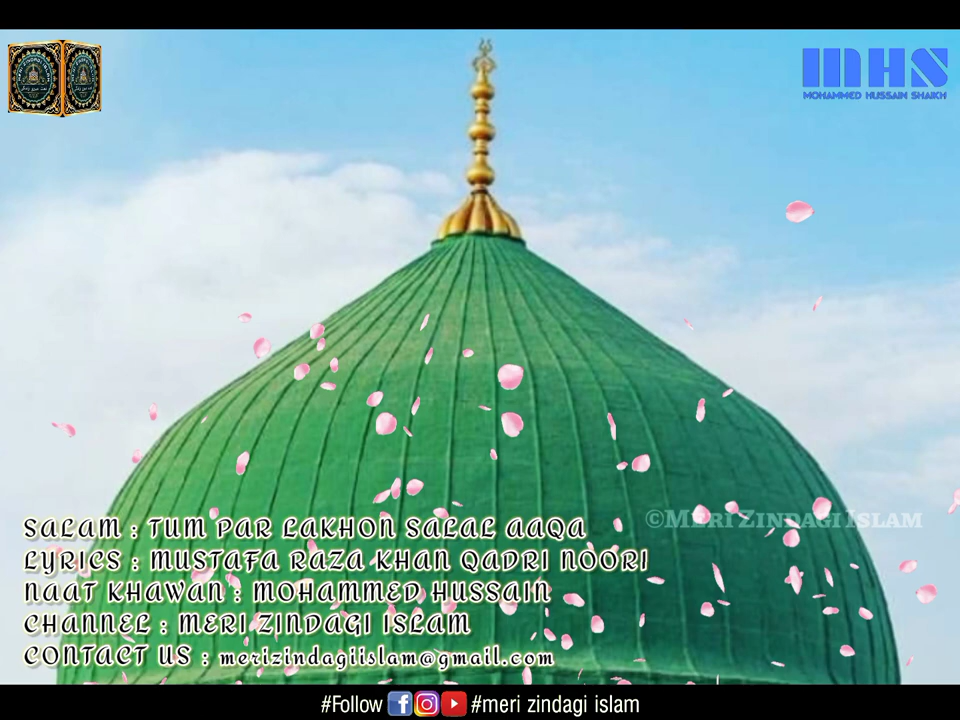 MHS
MOHAMMED HUSSAIN SHAIKH
©MERI ZINDAGI ISLAM
SALAM : TUM PAR LAKHON SALAL AAQA
LYRICS : MUSTAFA RAZA KHAN QADRI NOORI
NAAT KHAWAN : MOHAMMED HUSSAIN
CHANNEL : MERI ZINDAGI ISLAM
CONTACT US : merizindagiislam@gmail.com
#Follow #meri zindagi islam